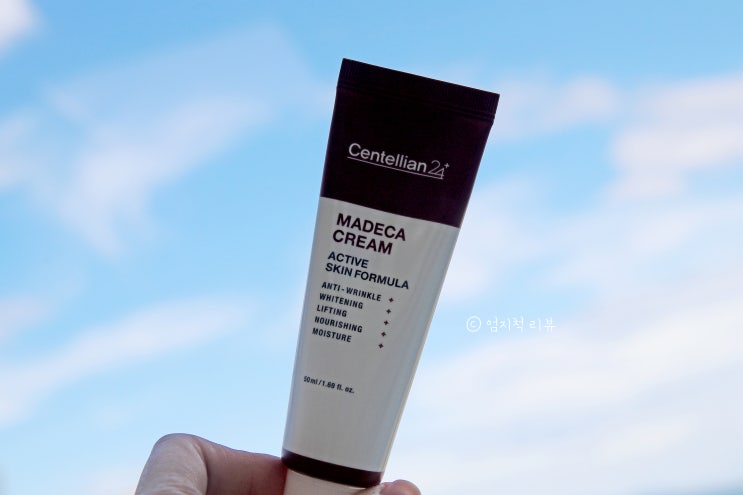 Centellian24+
MADECA
CREAM
ACTIVE
SKIN FORMULA
ANTI-WRINKLE +
WHITENING +
LIFTING +
NOURISHING +
MOISTURE +
50ml / 1.69 fl. oz.
© 엄지척 리뷰